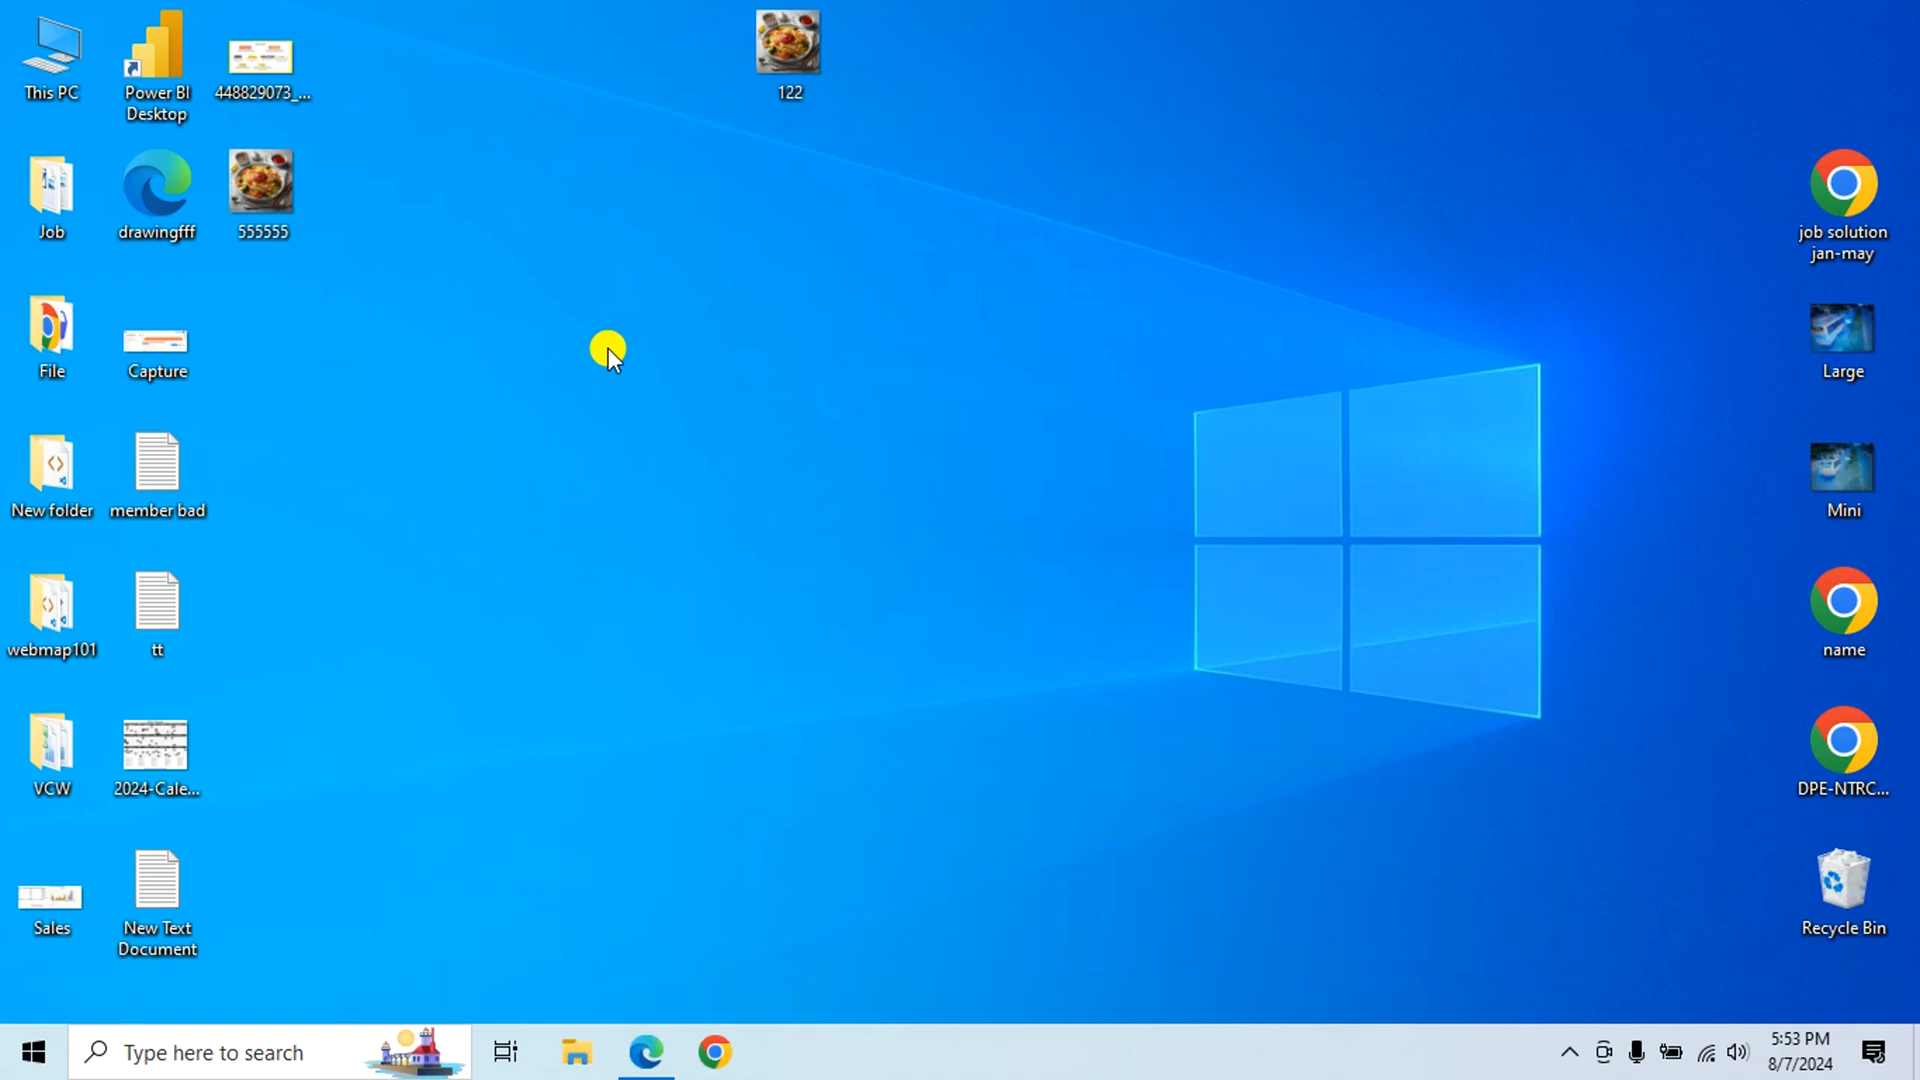 This PC
Power BI
Desktop
448829073_...
122
Job
drawingfff
555555
job solution
jan-may
File
Capture
Large
New folder
member bad
Mini
webmap101
tt
name
VCW
2024-Cale...
DPE-NTRC...
Sales
New Text
Document
Recycle Bin
Type here to search
5:53 PM
8/7/2024